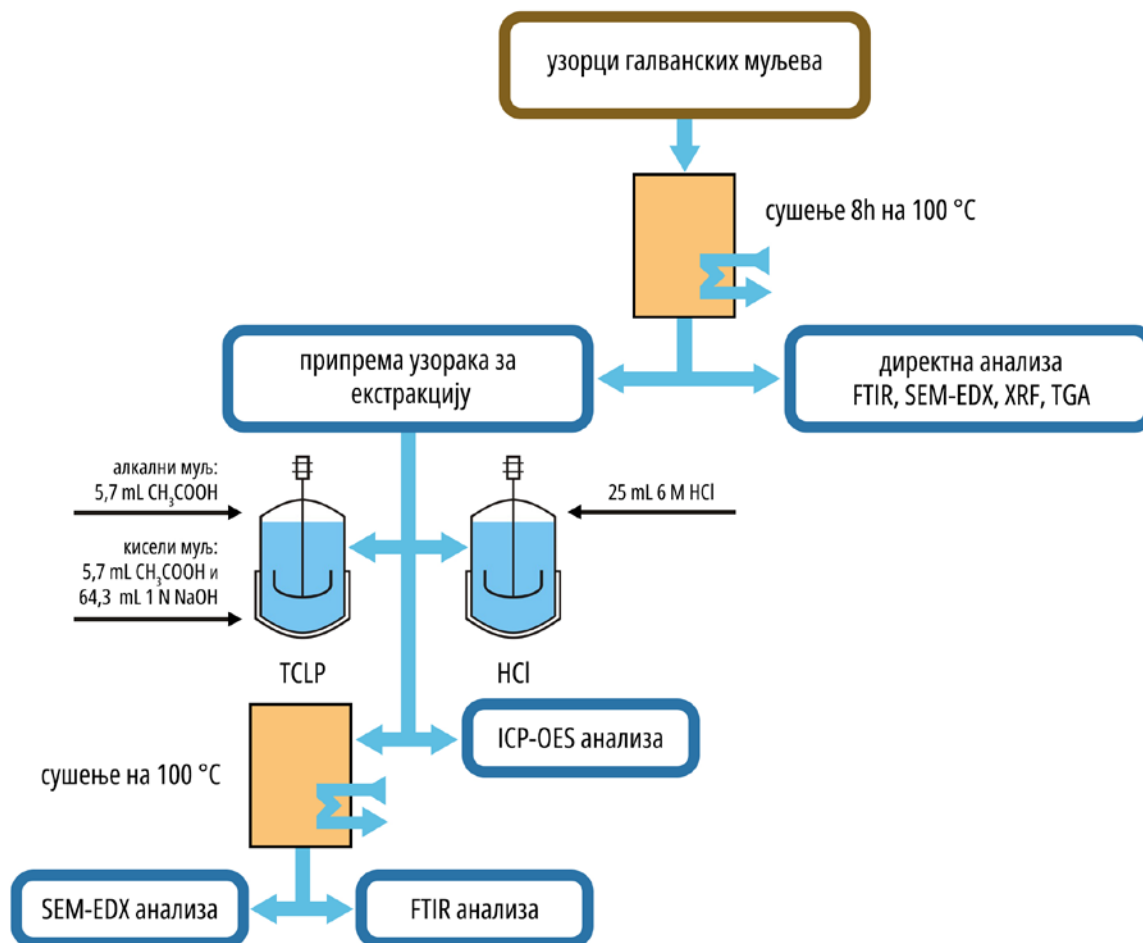 узорци галванских муљева
сушење 8h на 100 °C
припрема узорака за
екстракцију
директна анализа
FTIR, SEM-EDX, XRF, TGA
алкални муљ:
5,7 mL CH₃COOH
25 mL 6 M HCl
кисели муљ:
5,7 mL CH₃COOH и
64,3 mL 1 N NaOH
TCLP
HCl
ICP-OES анализа
сушење на 100 °C
SEM-EDX анализа
FTIR анализа